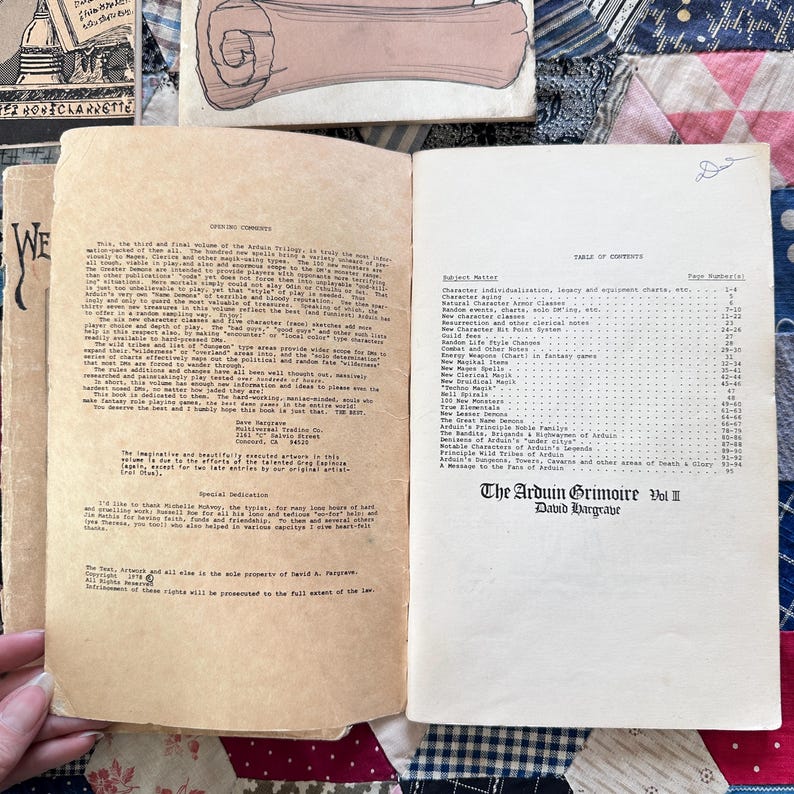 WE
OPENING COMMENTS
This, the third and final volume of the Arduin Trilogy, is truly the most infor-
mation-packed of them all. The hundred new spells bring a variety unheard of pre-
viously to Mages, Clerics and other magik-using types. The 100 new monsters are
all tough, viable in play, and also add enormous scope to the DM's monster range.
The Greater Demons are intended to provide players with opponents more terrifying
than other publications' "gods" yet does not force them into unplayable "god-kill-
ing" situations. Mere mortals simply could not slay Odin or Cthulhu or Set. That
is just too unbelievable to play, yet that "style" of play is needed. Thus
Arduin's very own "Name Demons" of terrible and bloody reputation. Use them spar-
ingly and only to guard the most valuable of treasures. Speaking of which, the
thirty seven new treasures in this volume reflect the best (and funniest) Arduin has
to offer in a random sampling way. Enjoy!
The six new character classes and five character (race) sketches add more
player choice and depth of play. The "bad guys," "good guys" and other such lists
help in this respect also, by making "encounter" or "local color" type characters
readily available to hard-pressed DMs.
The wild tribes and list of "dungeon" type areas provide wider scope for DMs to
expand their "wilderness" or "overland" areas into, and the "solo determination"
series of charts effectively maps out the political and random fate "wilderness"
that most DMs are fated to wander through.
The rules additions and changes have all been well thought out, massively
researched and painstakingly play tested over hundreds of hours.
In short, this volume has enough new information and ideas to please even the
hardest nosed DMs, no matter how jaded they are!
This book is dedicated to them. The hard-working, maniac-minded, souls who
make fantasy role playing games, the best damn games in the entire world!
You deserve the best and I humbly hope this book is just that. THE BEST.
Dave Hargrave
Multiversal Trading Co.
2161 "C" Salvio Street
Concord, CA 94520
The imaginative and beautifully executed artwork in this
volume is due to the efforts of the talented Greg Espinoza
(again, except for two late entries by our original artist-
Erol Otus).
Special Dedication
I'd like to thank Michelle McAvoy, the typist, for many long hours of hard
and gruelling work; Russell Roe for all his long and tedious "go-for" help; and
Jim Mathis for having faith, funds and friendship. To them and several others
(yes Theresa, you too!) who also helped in various capcitys I give heart-felt
thanks.
The Text, Artwork and all else is the sole property of David A. Hargrave.
Copyright 1978 ©
All Rights Reserved
Infringement of these rights will be prosecuted to the full extent of the law.
TABLE OF CONTENTS
Subject Matter Page Number(s)
Character individualization, legacy and equipment charts, etc. . . 1-4
Character aging . . . 5
Natural Character Armor Classes . . . 6
Random events, charts, solo DM'ing, etc. . . . 7-10
New character classes . . . 11-22
Resurrection and other clerical notes . . . 23
New Character Hit Point System . . . 24-26
Guild fees . . . 27
Random Life Style Changes . . . 28
Combat and Other Notes . . . 29-30
Energy Weapons (Chart) in fantasy games . . . 31
New Magikal Items . . . 32-34
New Mages Spells . . . 35-41
New Clerical Magik . . . 42-44
New Druidical Magik . . . 45-46
"Techno Magik" . . . 47
Hell Spirals . . . 48
100 New Monsters . . . 49-60
True Elementals . . . 61-63
New Lesser Demons . . . 64-66
The Great Name Demons . . . 66-67
Arduin's Principle Noble Familys . . . 78-79
The Bandits, Brigands & Highwaymen of Arduin . . . 80-86
Denizens of Arduin's "under citys" . . . 87-88
Notable Characters of Arduin's Legends . . . 89-90
Principle Wild Tribes of Arduin . . . 91-92
Arduin's Dungeons, Towers, Cavarns and other areas of Death & Glory 93-94
A Message to the Fans of Arduin . . . 95
The Arduin Grimoire Vol III
David Hargrave